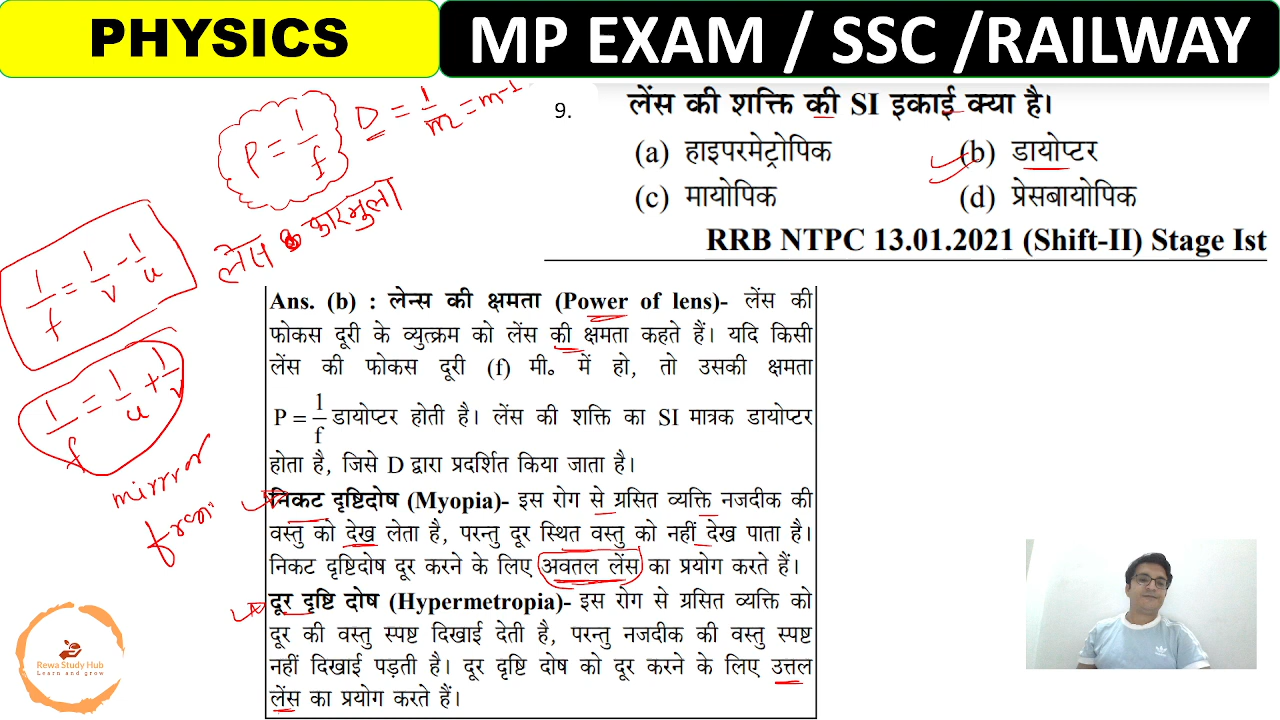 PHYSICS
MP EXAM / SSC /RAILWAY
9. लेंस की शक्ति की SI इकाई क्या है।
(a) हाइपरमेट्रोपिक (b) डायोप्टर
(c) मायोपिक (d) प्रेसबायोपिक
RRB NTPC 13.01.2021 (Shift-II) Stage Ist
P = 1/f
D = 1/m = m⁻¹
लेंस फारमुला
1/f = 1/v - 1/u
1/f = 1/u + 1/v
mirror
Ans. (b) : लेन्स की क्षमता (Power of lens)- लेंस की
फोकस दूरी के व्युत्क्रम को लेंस की क्षमता कहते हैं। यदि किसी
लेंस की फोकस दूरी (f) मी० में हो, तो उसकी क्षमता
P = 1/f डायोप्टर होती है। लेंस की शक्ति का SI मात्रक डायोप्टर
होता है, जिसे D द्वारा प्रदर्शित किया जाता है।
निकट दृष्टिदोष (Myopia)- इस रोग से ग्रसित व्यक्ति नजदीक की
वस्तु को देख लेता है, परन्तु दूर स्थित वस्तु को नहीं देख पाता है।
निकट दृष्टिदोष दूर करने के लिए अवतल लेंस का प्रयोग करते हैं।
दूर दृष्टि दोष (Hypermetropia)- इस रोग से ग्रसित व्यक्ति को
दूर की वस्तु स्पष्ट दिखाई देती है, परन्तु नजदीक की वस्तु स्पष्ट
नहीं दिखाई पड़ती है। दूर दृष्टि दोष को दूर करने के लिए उत्तल
लेंस का प्रयोग करते हैं।
Rewa Study Hub
Learn and grow